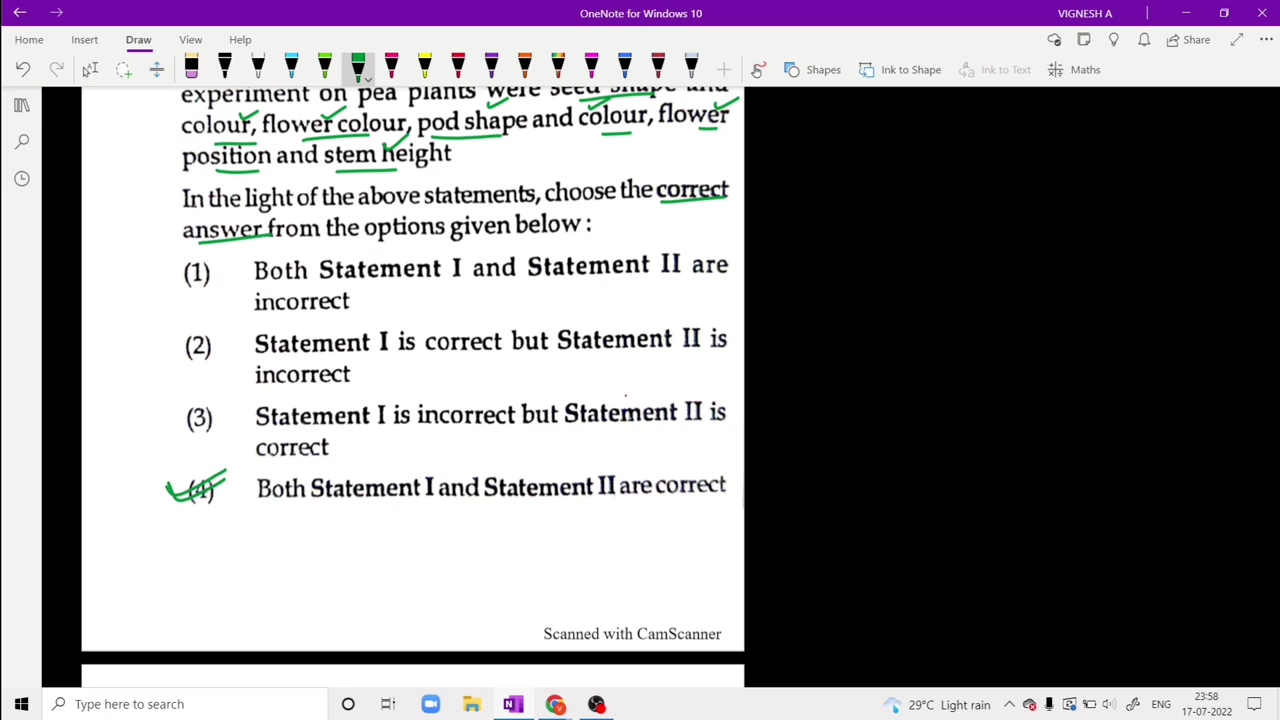 OneNote for Windows 10
VIGNESH A
Home Insert Draw View Help
Share
Shapes Ink to Shape Ink to Text Maths
experiment on pea plants were seed shape and
colour, flower colour, pod shape and colour, flower
position and stem height
In the light of the above statements, choose the correct
answer from the options given below :
(1) Both Statement I and Statement II are
incorrect
(2) Statement I is correct but Statement II is
incorrect
(3) Statement I is incorrect but Statement II is
correct
(4) Both Statement I and Statement II are correct
Scanned with CamScanner
Type here to search
29°C Light rain
ENG
23:58
17-07-2022